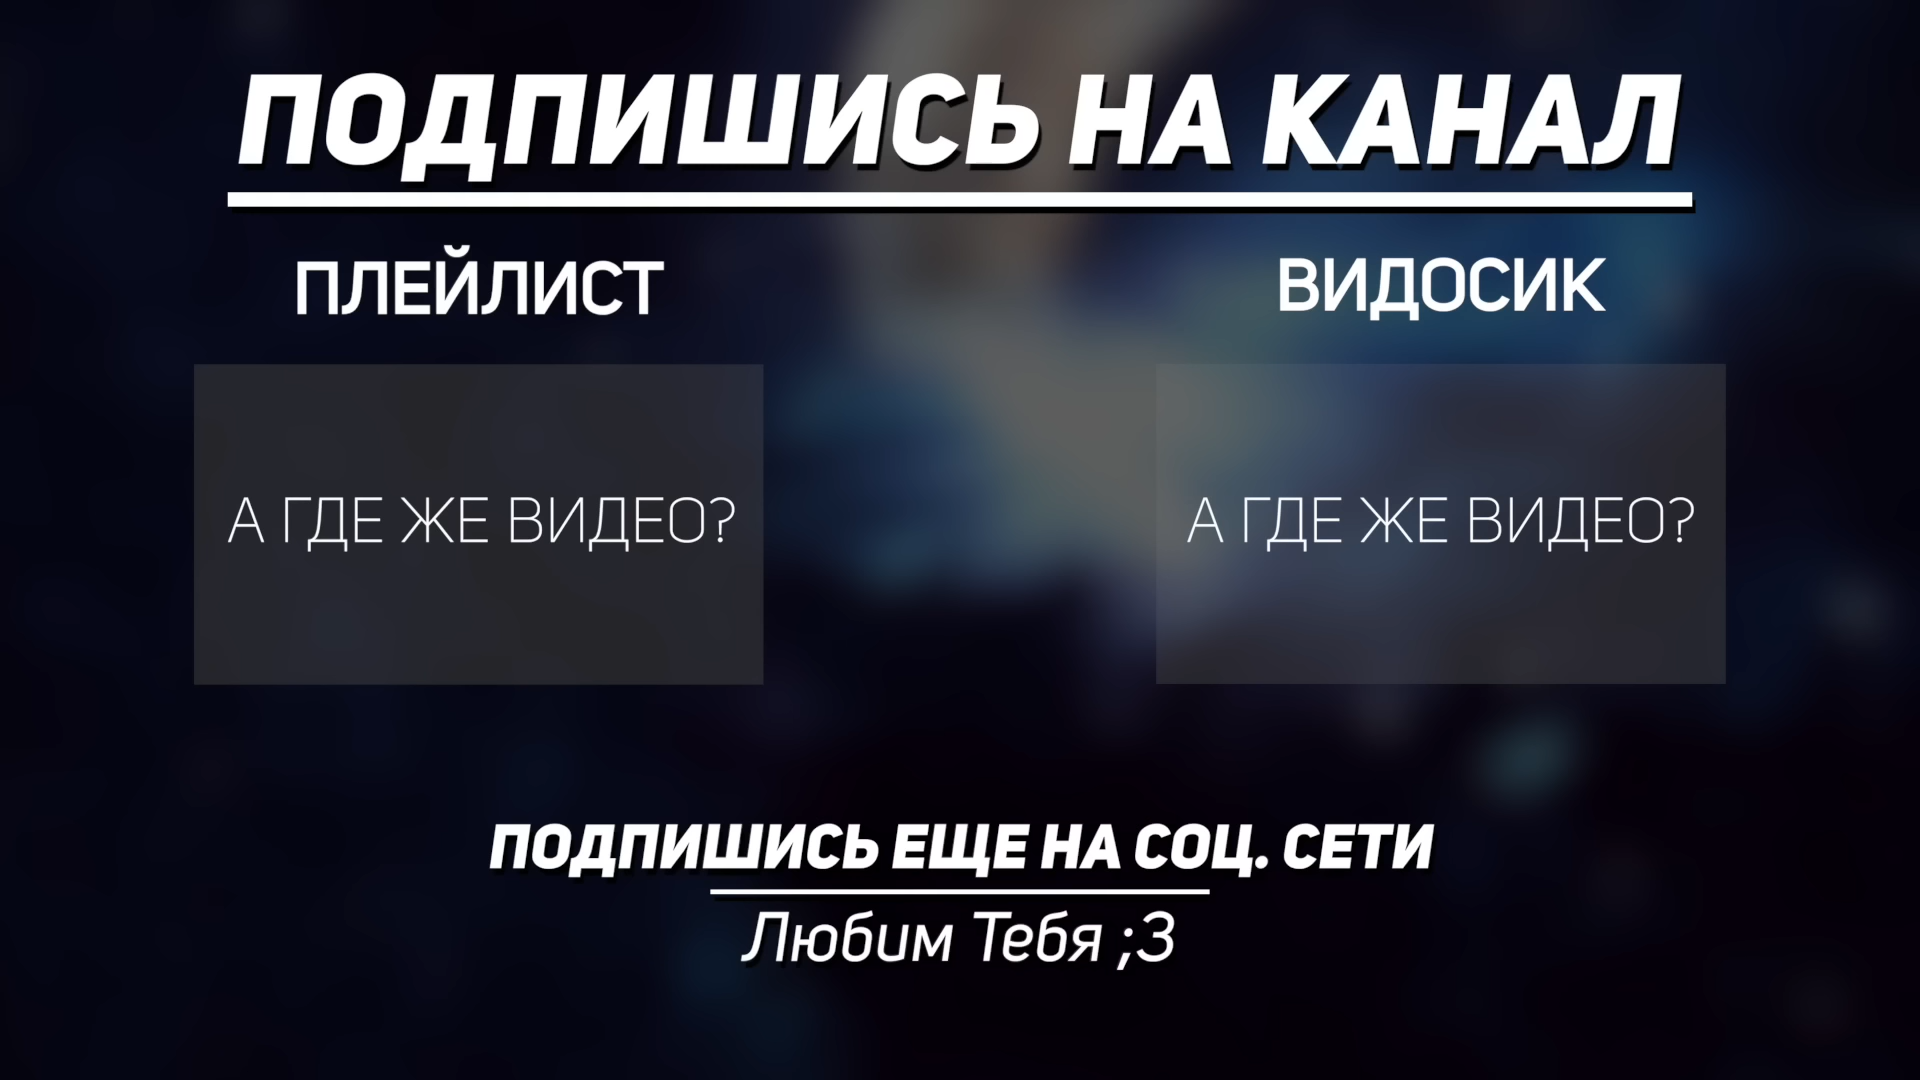 ПОДПИШИСЬ НА КАНАЛ
ПЛЕЙЛИСТ
ВИДОСИК
А ГДЕ ЖЕ ВИДЕО?
А ГДЕ ЖЕ ВИДЕО?
ПОДПИШИСЬ ЕЩЕ НА СОЦ. СЕТИ
Любим Тебя ;3